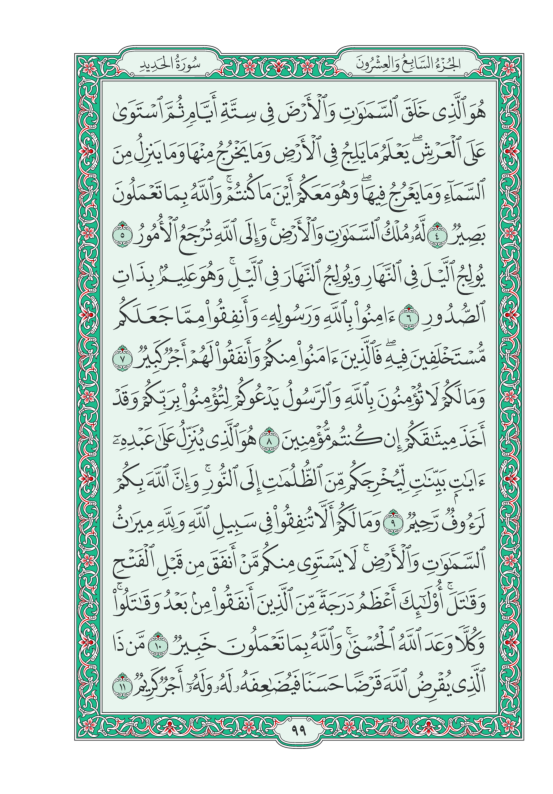 الجُزْءُ السَّابِعُ وَالعِشْرُونَ
سُورَةُ الحَدِيدِ
هُوَ ٱلَّذِى خَلَقَ ٱلسَّمَٰوَٰتِ وَٱلْأَرْضَ فِى سِتَّةِ أَيَّامٍ ثُمَّ ٱسْتَوَىٰ
عَلَى ٱلْعَرْشِۖ يَعْلَمُ مَا يَلِجُ فِى ٱلْأَرْضِ وَمَا يَخْرُجُ مِنْهَا وَمَا يَنزِلُ مِنَ
ٱلسَّمَآءِ وَمَا يَعْرُجُ فِيهَاۖ وَهُوَ مَعَكُمْ أَيْنَ مَا كُنتُمْۚ وَٱللَّهُ بِمَا تَعْمَلُونَ
بَصِيرٌ ٤ لَّهُۥ مُلْكُ ٱلسَّمَٰوَٰتِ وَٱلْأَرْضِۚ وَإِلَى ٱللَّهِ تُرْجَعُ ٱلْأُمُورُ ٥
يُولِجُ ٱلَّيْلَ فِى ٱلنَّهَارِ وَيُولِجُ ٱلنَّهَارَ فِى ٱلَّيْلِۚ وَهُوَ عَلِيمٌۢ بِذَاتِ
ٱلصُّدُورِ ٦ ءَامِنُوا۟ بِٱللَّهِ وَرَسُولِهِۦ وَأَنفِقُوا۟ مِمَّا جَعَلَكُم
مُّسْتَخْلَفِينَ فِيهِۖ فَٱلَّذِينَ ءَامَنُوا۟ مِنكُمْ وَأَنفَقُوا۟ لَهُمْ أَجْرٌ كَبِيرٌ ٧
وَمَا لَكُمْ لَا تُؤْمِنُونَ بِٱللَّهِ وَٱلرَّسُولُ يَدْعُوكُمْ لِتُؤْمِنُوا۟ بِرَبِّكُمْ وَقَدْ
أَخَذَ مِيثَٰقَكُمْ إِن كُنتُم مُّؤْمِنِينَ ٨ هُوَ ٱلَّذِى يُنَزِّلُ عَلَىٰ عَبْدِهِۦٓ
ءَايَٰتٍۭ بَيِّنَٰتٍ لِّيُخْرِجَكُم مِّنَ ٱلظُّلُمَٰتِ إِلَى ٱلنُّورِۚ وَإِنَّ ٱللَّهَ بِكُمْ
لَرَءُوفٌ رَّحِيمٌ ٩ وَمَا لَكُمْ أَلَّا تُنفِقُوا۟ فِى سَبِيلِ ٱللَّهِ وَلِلَّهِ مِيرَٰثُ
ٱلسَّمَٰوَٰتِ وَٱلْأَرْضِۚ لَا يَسْتَوِى مِنكُم مَّنْ أَنفَقَ مِن قَبْلِ ٱلْفَتْحِ
وَقَٰتَلَۚ أُو۟لَٰٓئِكَ أَعْظَمُ دَرَجَةً مِّنَ ٱلَّذِينَ أَنفَقُوا۟ مِنۢ بَعْدُ وَقَٰتَلُوا۟ۚ
وَكُلًّا وَعَدَ ٱللَّهُ ٱلْحُسْنَىٰۚ وَٱللَّهُ بِمَا تَعْمَلُونَ خَبِيرٌ ١٠ مَّن ذَا
ٱلَّذِى يُقْرِضُ ٱللَّهَ قَرْضًا حَسَنًا فَيُضَٰعِفَهُۥ لَهُۥ وَلَهُۥٓ أَجْرٌ كَرِيمٌ ١١
٩٩